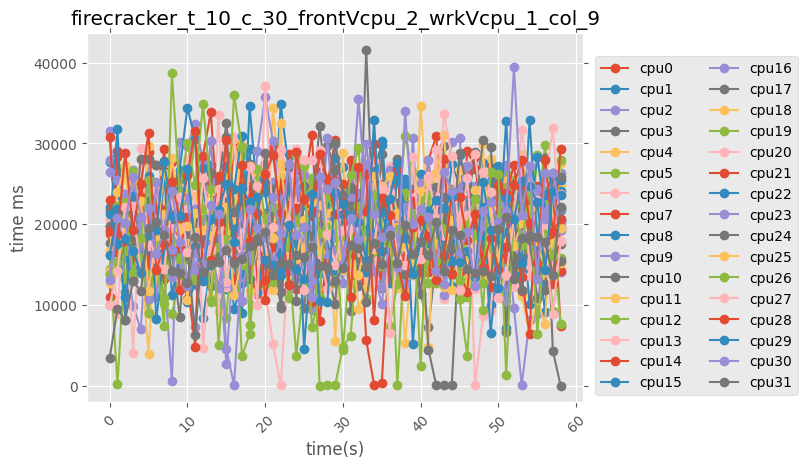 firecracker_t_10_c_30_frontVcpu_2_wrkVcpu_1_col_9
time ms
40000
30000
20000
10000
0
0
10
20
30
40
50
60
time(s)
cpu0
cpu1
cpu2
cpu3
cpu4
cpu5
cpu6
cpu7
cpu8
cpu9
cpu10
cpu11
cpu12
cpu13
cpu14
cpu15
cpu16
cpu17
cpu18
cpu19
cpu20
cpu21
cpu22
cpu23
cpu24
cpu25
cpu26
cpu27
cpu28
cpu29
cpu30
cpu31